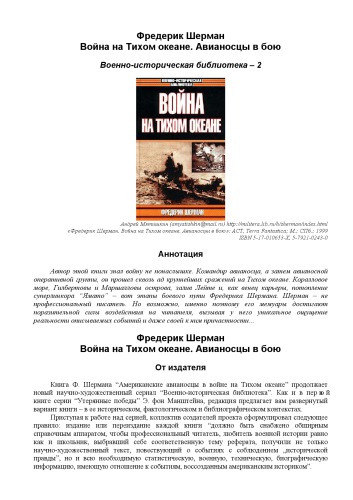 Фредерик Шерман
Война на Тихом океане. Авианосцы в бою
Военно-историческая библиотека – 2
ВОЕННО-ИСТОРИЧЕСКАЯ БИБЛИОТЕКА
ВОЙНА
НА ТИХОМ ОКЕАНЕ
ФРЕДЕРИК ШЕРМАН
Андрей Мятишкин (amyatishkin@mail.ru) http://militera.lib.ru/h/sherman/index.html
«Фредерик Шерман, Война на Тихом океане. Авианосцы в бою»: АСТ, Terra Fantastica; М.; СПб.; 1999
ISBN 5-17-010651-X, 5-7921-0243-0
Аннотация
Автор этой книги знал войну не понаслышке. Командир авианосца, а затем авианосной
оперативной группы, он прошел сквозь ад крупнейших сражений на Тихом океане. Коралловое
море, Гилбертовы и Маршалловы острова, залив Лейте и, как венец карьеры, потопление
суперлинкора "Ямато" – вот этапы боевого пути Фредерика Шермана. Шерман – не
профессиональный писатель. Но возможно, именно поэтому его мемуары достигают
поразительной силы воздействия на читателя, вызывая у него уникальное ощущение
реальности описываемых событий и даже своей к ним причастности...
Фредерик Шерман
Война на Тихом океане. Авианосцы в бою
От издателя
Книга Ф. Шермана "Американские авианосцы в войне на Тихом океане" продолжает
новый научно-художественный сериал "Военно-историческая библиотека". Как и в первой
книге серии "Утерянные победы" Э. фон Манштейна, редакция предлагает вам развернутый
вариант книги – в ее историческом, фактологическом и библиографическом контекстах.
Приступая к работе над серией, коллектив создателей проекта сформулировал следующее
правило: издание или переиздание каждой книги "должно быть снабжено обширным
справочным аппаратом, чтобы профессиональный читатель, любитель военной истории равно
как и школьник, выбравший себе соответственную тему реферата, получили не только
научно-художественный текст, повествующий о событиях с соблюдением „исторической
правды", но и всю необходимую статистическую, военную, техническую, биографическую
информацию, имеющую отношение к событиям, воссозданным американским историком".